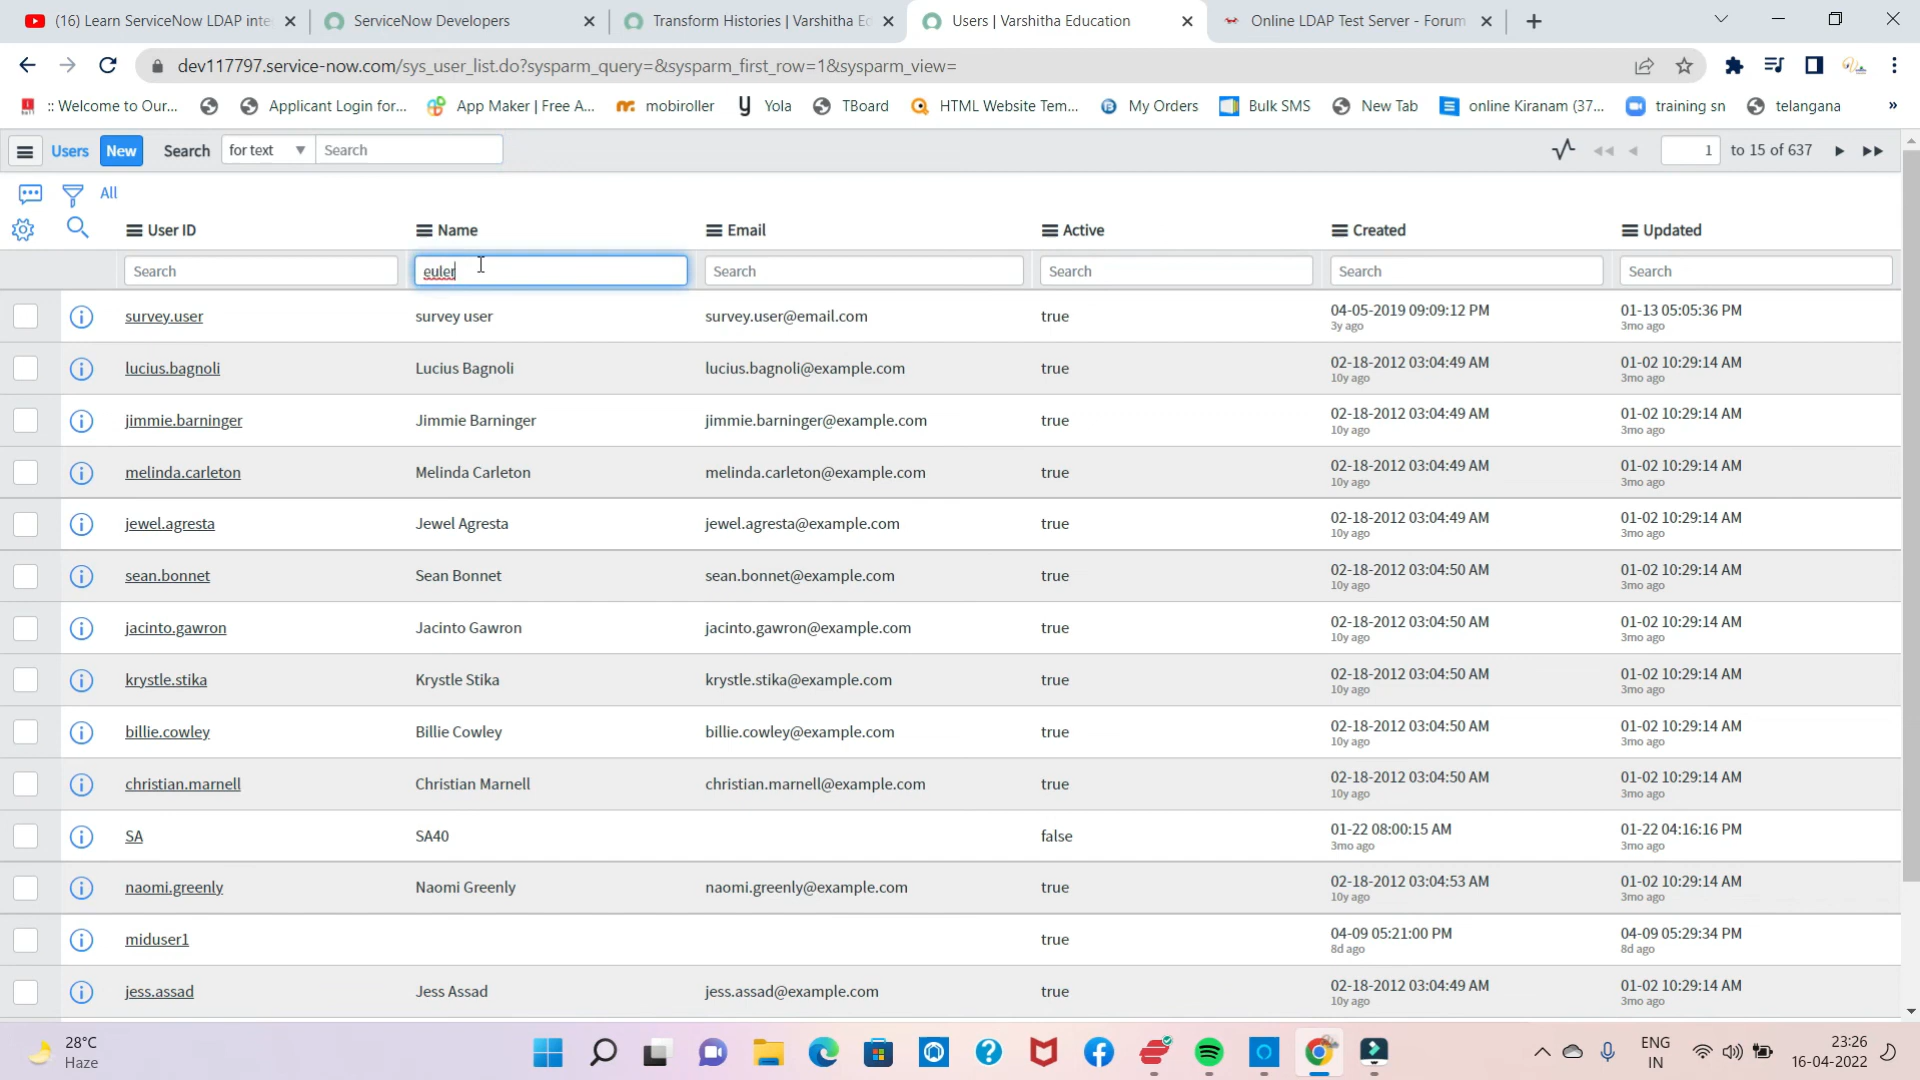 (16) Learn ServiceNow LDAP inte
ServiceNow Developers
Transform Histories | Varshitha Ed
Users | Varshitha Education
Online LDAP Test Server - Forum
dev117797.service-now.com/sys_user_list.do?sysparm_query=&sysparm_first_row=1&sysparm_view=
:: Welcome to Our...
Applicant Login for...
App Maker | Free A...
mobiroller
Yola
TBoard
HTML Website Tem...
My Orders
Bulk SMS
New Tab
online Kiranam (37...
training sn
telangana
»
Users New Search for text Search 1 to 15 of 637
All
User ID Name Email Active Created Updated
Search euler Search Search Search Search
survey.user survey user survey.user@email.com true 04-05-2019 09:09:12 PM 01-13 05:05:36 PM
3y ago 3mo ago
lucius.bagnoli Lucius Bagnoli lucius.bagnoli@example.com true 02-18-2012 03:04:49 AM 01-02 10:29:14 AM
10y ago 3mo ago
jimmie.barninger Jimmie Barninger jimmie.barninger@example.com true 02-18-2012 03:04:49 AM 01-02 10:29:14 AM
10y ago 3mo ago
melinda.carleton Melinda Carleton melinda.carleton@example.com true 02-18-2012 03:04:49 AM 01-02 10:29:14 AM
10y ago 3mo ago
jewel.agresta Jewel Agresta jewel.agresta@example.com true 02-18-2012 03:04:49 AM 01-02 10:29:14 AM
10y ago 3mo ago
sean.bonnet Sean Bonnet sean.bonnet@example.com true 02-18-2012 03:04:50 AM 01-02 10:29:14 AM
10y ago 3mo ago
jacinto.gawron Jacinto Gawron jacinto.gawron@example.com true 02-18-2012 03:04:50 AM 01-02 10:29:14 AM
10y ago 3mo ago
krystle.stika Krystle Stika krystle.stika@example.com true 02-18-2012 03:04:50 AM 01-02 10:29:14 AM
10y ago 3mo ago
billie.cowley Billie Cowley billie.cowley@example.com true 02-18-2012 03:04:50 AM 01-02 10:29:14 AM
10y ago 3mo ago
christian.marnell Christian Marnell christian.marnell@example.com true 02-18-2012 03:04:50 AM 01-02 10:29:14 AM
10y ago 3mo ago
SA SA40 false 01-22 08:00:15 AM 01-22 04:16:16 PM
3mo ago 3mo ago
naomi.greenly Naomi Greenly naomi.greenly@example.com true 02-18-2012 03:04:53 AM 01-02 10:29:14 AM
10y ago 3mo ago
miduser1 true 04-09 05:21:00 PM 04-09 05:29:34 PM
8d ago 8d ago
jess.assad Jess Assad jess.assad@example.com true 02-18-2012 03:04:49 AM 01-02 10:29:14 AM
10y ago 3mo ago
28°C
Haze
ENG
IN
23:26
16-04-2022